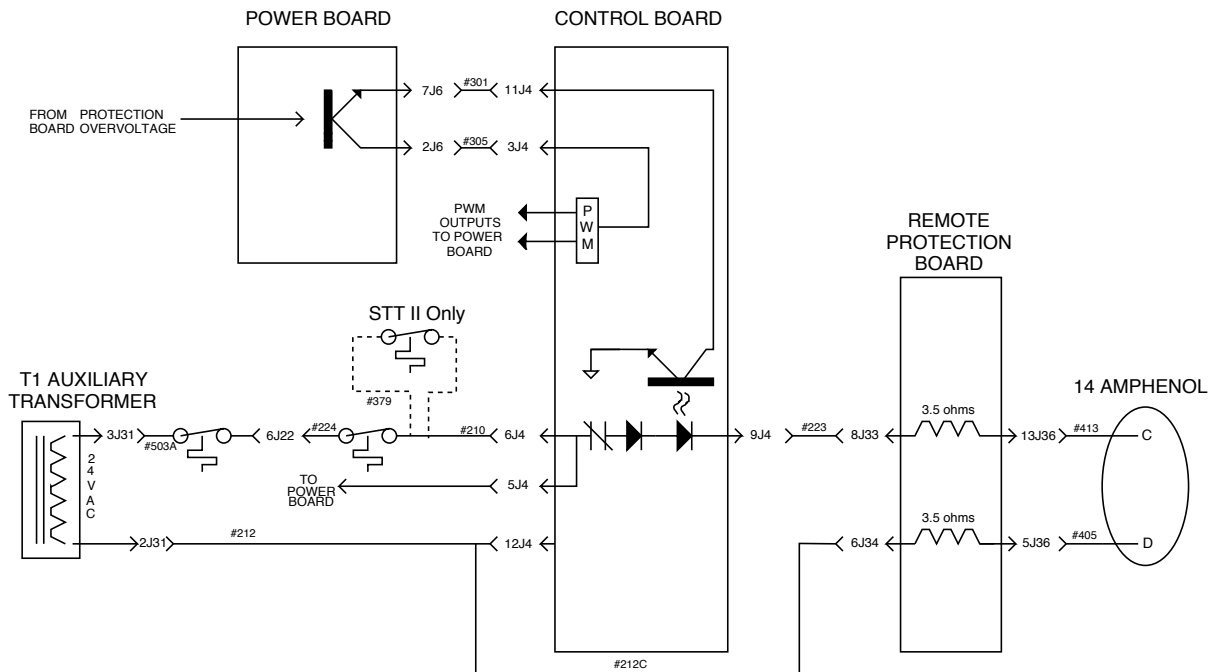 POWER BOARD
CONTROL BOARD
7J6
#301
11J4
FROM PROTECTION
BOARD OVERVOLTAGE
2J6
#305
3J4
PWM
OUTPUTS
TO POWER
BOARD
P
W
M
REMOTE
PROTECTION
BOARD
STT II Only
T1 AUXILIARY
TRANSFORMER
14 AMPHENOL
#379
3J31
#503A
6J22
#224
#210
6J4
9J4
#223
8J33
3.5 ohms
13J36
#413
C
2
4
V
A
C
TO
POWER
BOARD
5J4
2J31
#212
12J4
6J34
3.5 ohms
5J36
#405
D
#212C